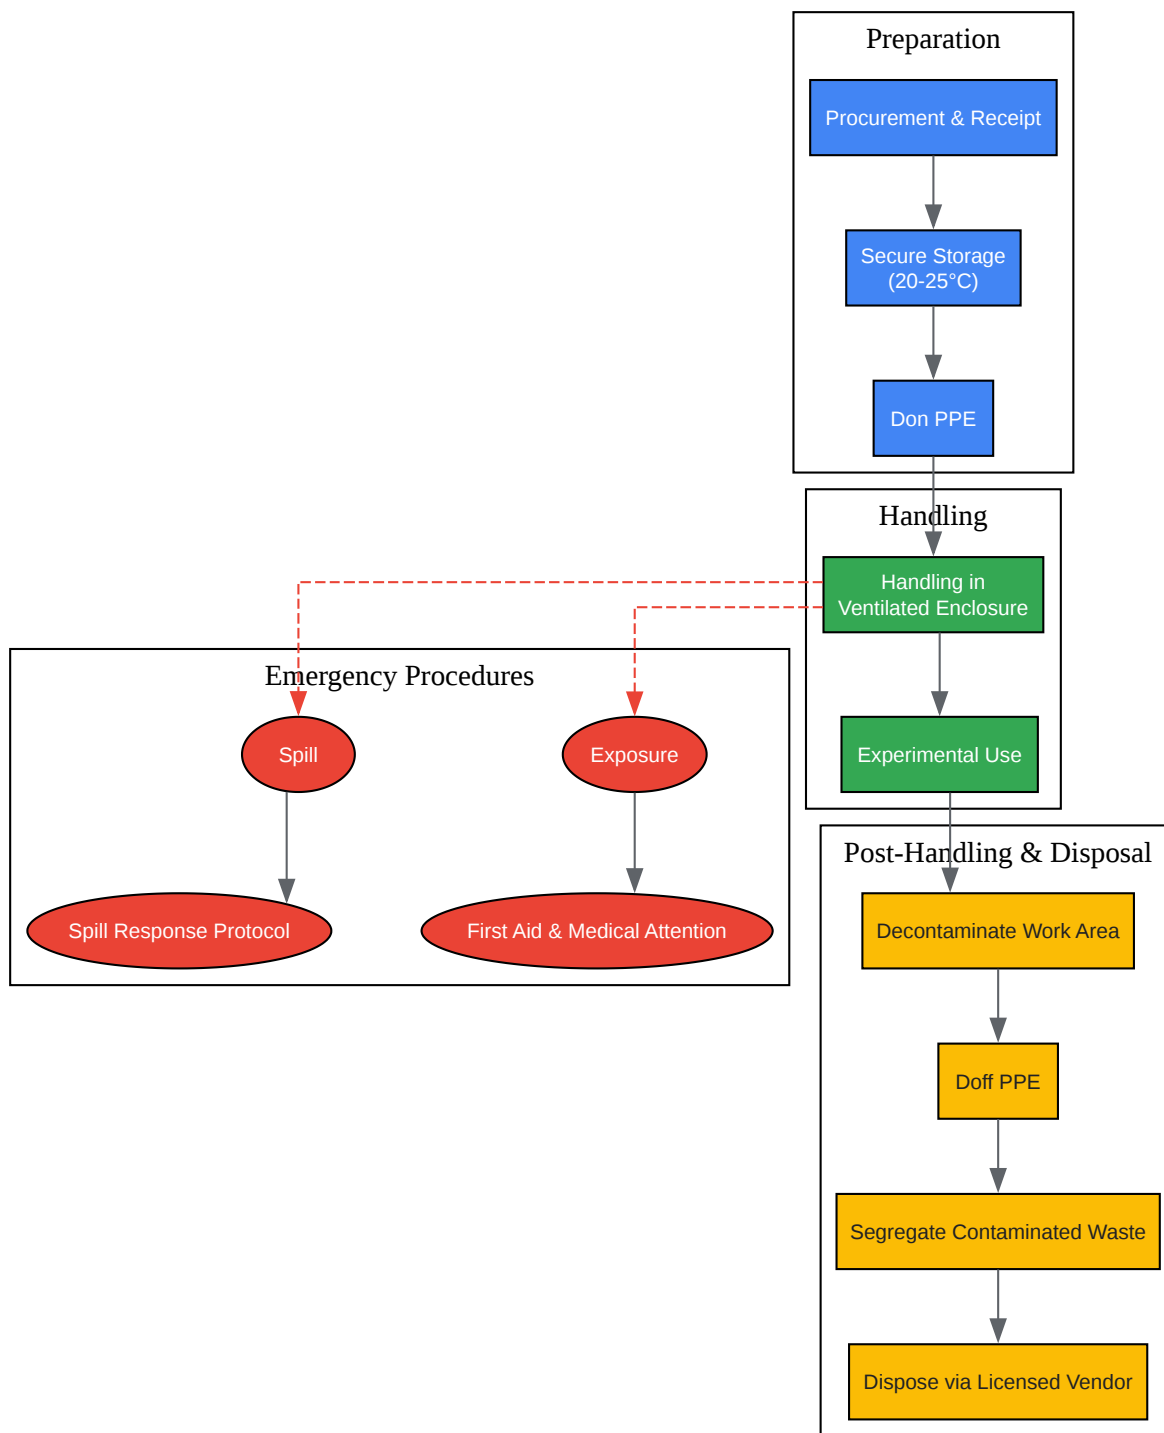 Preparation
Procurement & Receipt
Secure Storage
(20-25°C)
Don PPE
Handling
Handling in
Ventilated Enclosure
Experimental Use
Emergency Procedures
Spill
Exposure
Spill Response Protocol
First Aid & Medical Attention
Post-Handling & Disposal
Decontaminate Work Area
Doff PPE
Segregate Contaminated Waste
Dispose via Licensed Vendor